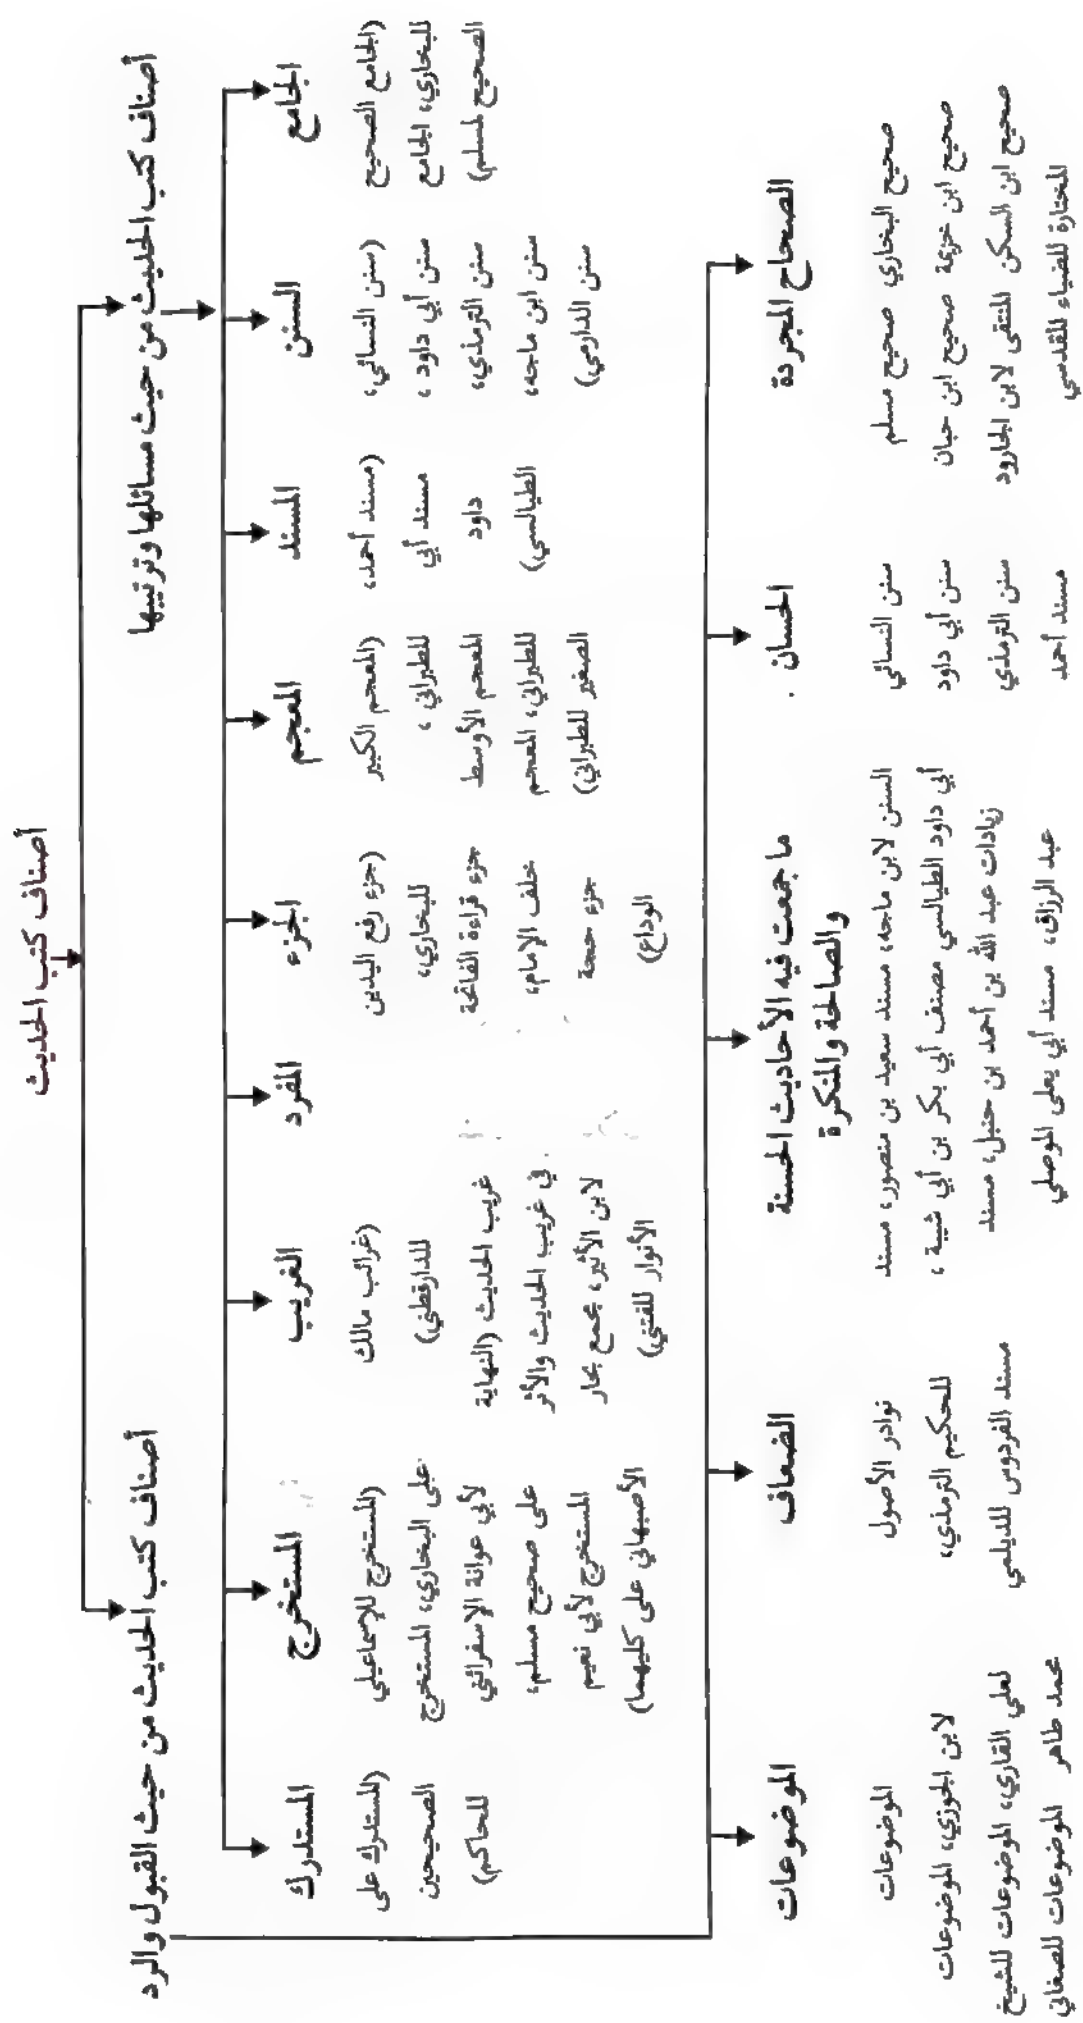 أصناف كتب الحديث
أصناف كتب الحديث من حيث مسائلها وترتيبها
أصناف كتب الحديث من حيث القبول والرد
الجامع
(الجامع الصحيح
للبخاري، الجامع
الصحيح لمسلم)
السنن
(سنن النسائي،
سنن أبي داود ،
سنن الترمذي،
سنن ابن ماجه،
سنن الدارمي)
المسند
(مسند أحمد،
مسند أبي
داود
الطيالسي)
المعجم
(المعجم الكبير
للطبراني ،
المعجم الأوسط
للطبراني، المعجم
الصغير للطبراني)
الجزء
(جزء رفع اليدين
للبخاري،
جزء قراءة الفاتحة
خلف الإمام،
جزء حجة
الوداع)
المفرد
الغريب
(غرائب مالك
للدارقطني)
غريب الحديث (النهاية
في غريب الحديث والأثر
لابن الأثير، مجمع بحار
الأنوار للفتني)
المستخرج
(المستخرج للإسماعيلي
على البخاري، المستخرج
لأبي عوانة الإسفرائني
على صحيح مسلم،
المستخرج لأبي نعيم
الأصبهاني على كليهما)
المستدرك
(المستدرك على
الصحيحين
للحاكم)
الصحاح المجردة
صحيح البخاري صحيح مسلم
صحيح ابن خزيمة صحيح ابن حبان
صحيح ابن السكن المنتقى لابن الجارود
المختارة للضياء المقدسي
الحسان .
سنن النسائي
سنن أبي داود
سنن الترمذي
مسند أحمد
ما جمعت فيه الأحاديث الحسنة
والصالحة والمنكرة
السنن لابن ماجه، مسند سعيد بن منصور، مسند
أبي داود الطيالسي مصنف أبي بكر بن أبي شيبة ،
زيادات عبد الله بن أحمد بن حنبل، مسند
عبد الرزاق، مسند أبي يعلى الموصلي
الضعاف
نوادر الأصول
للحكيم الترمذي،
مسند الفردوس للديلمي
الموضوعات
الموضوعات
لابن الجوزي، الموضوعات
لعلي القاري، الموضوعات للشيخ
محمد طاهر الموضوعات للصغاني